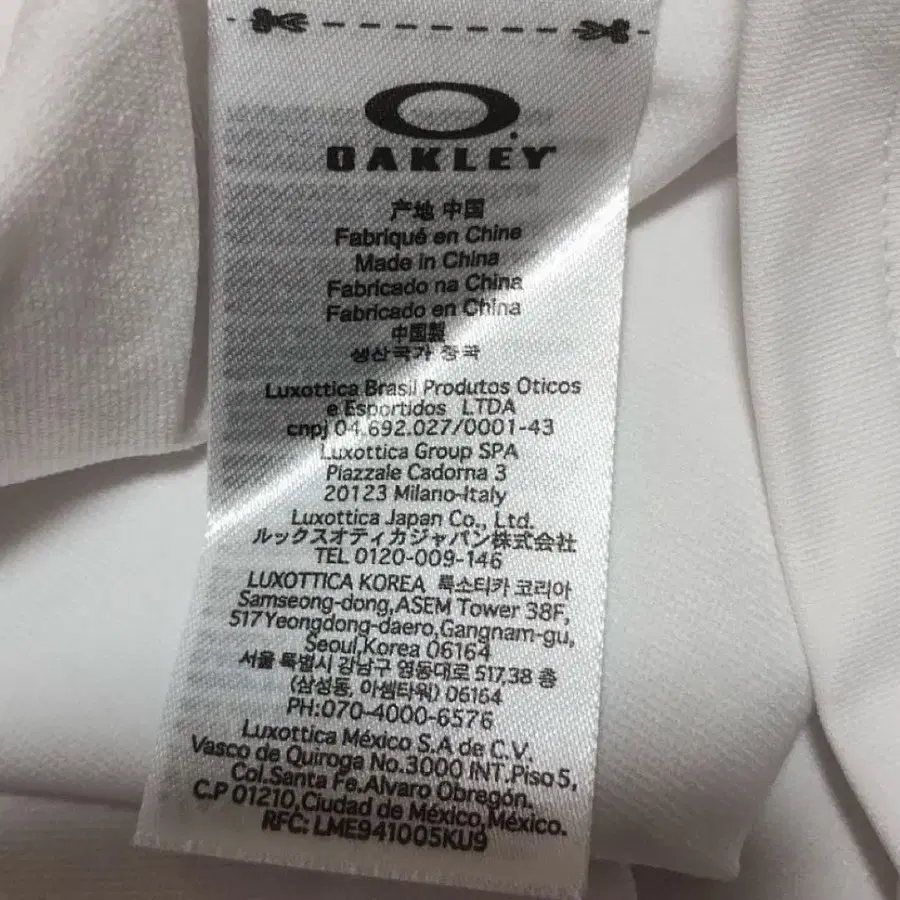 OAKLEY
产地 中国
Fabriqué en Chine
Made in China
Fabricado na China
Fabricado en China
中国製
생산국가 중국
Luxottica Brasil Produtos Oticos
e Esportidos LTDA
cnpj 04.692.027/0001-43
Luxottica Group SPA
Piazzale Cadorna 3
20123 Milano-Italy
Luxottica Japan Co., Ltd.
ルックスオティカジャパン株式会社
TEL 0120-009-146
LUXOTTICA KOREA 룩소티카 코리아
Samseong-dong,ASEM Tower 38F,
517Yeongdong-daero,Gangnam-gu,
Seoul,Korea 06164
서울 특별시 강남구 영동대로 517,38 층
(삼성동, 아쌤타워) 06164
PH:070-4000-6576
Luxottica México S.A de C.V.
Vasco de Quiroga No.3000 INT.Piso 5,
Col.Santa Fe.Alvaro Obregón.
C.P 01210,Ciudad de México,México.
RFC: LME941005KU9